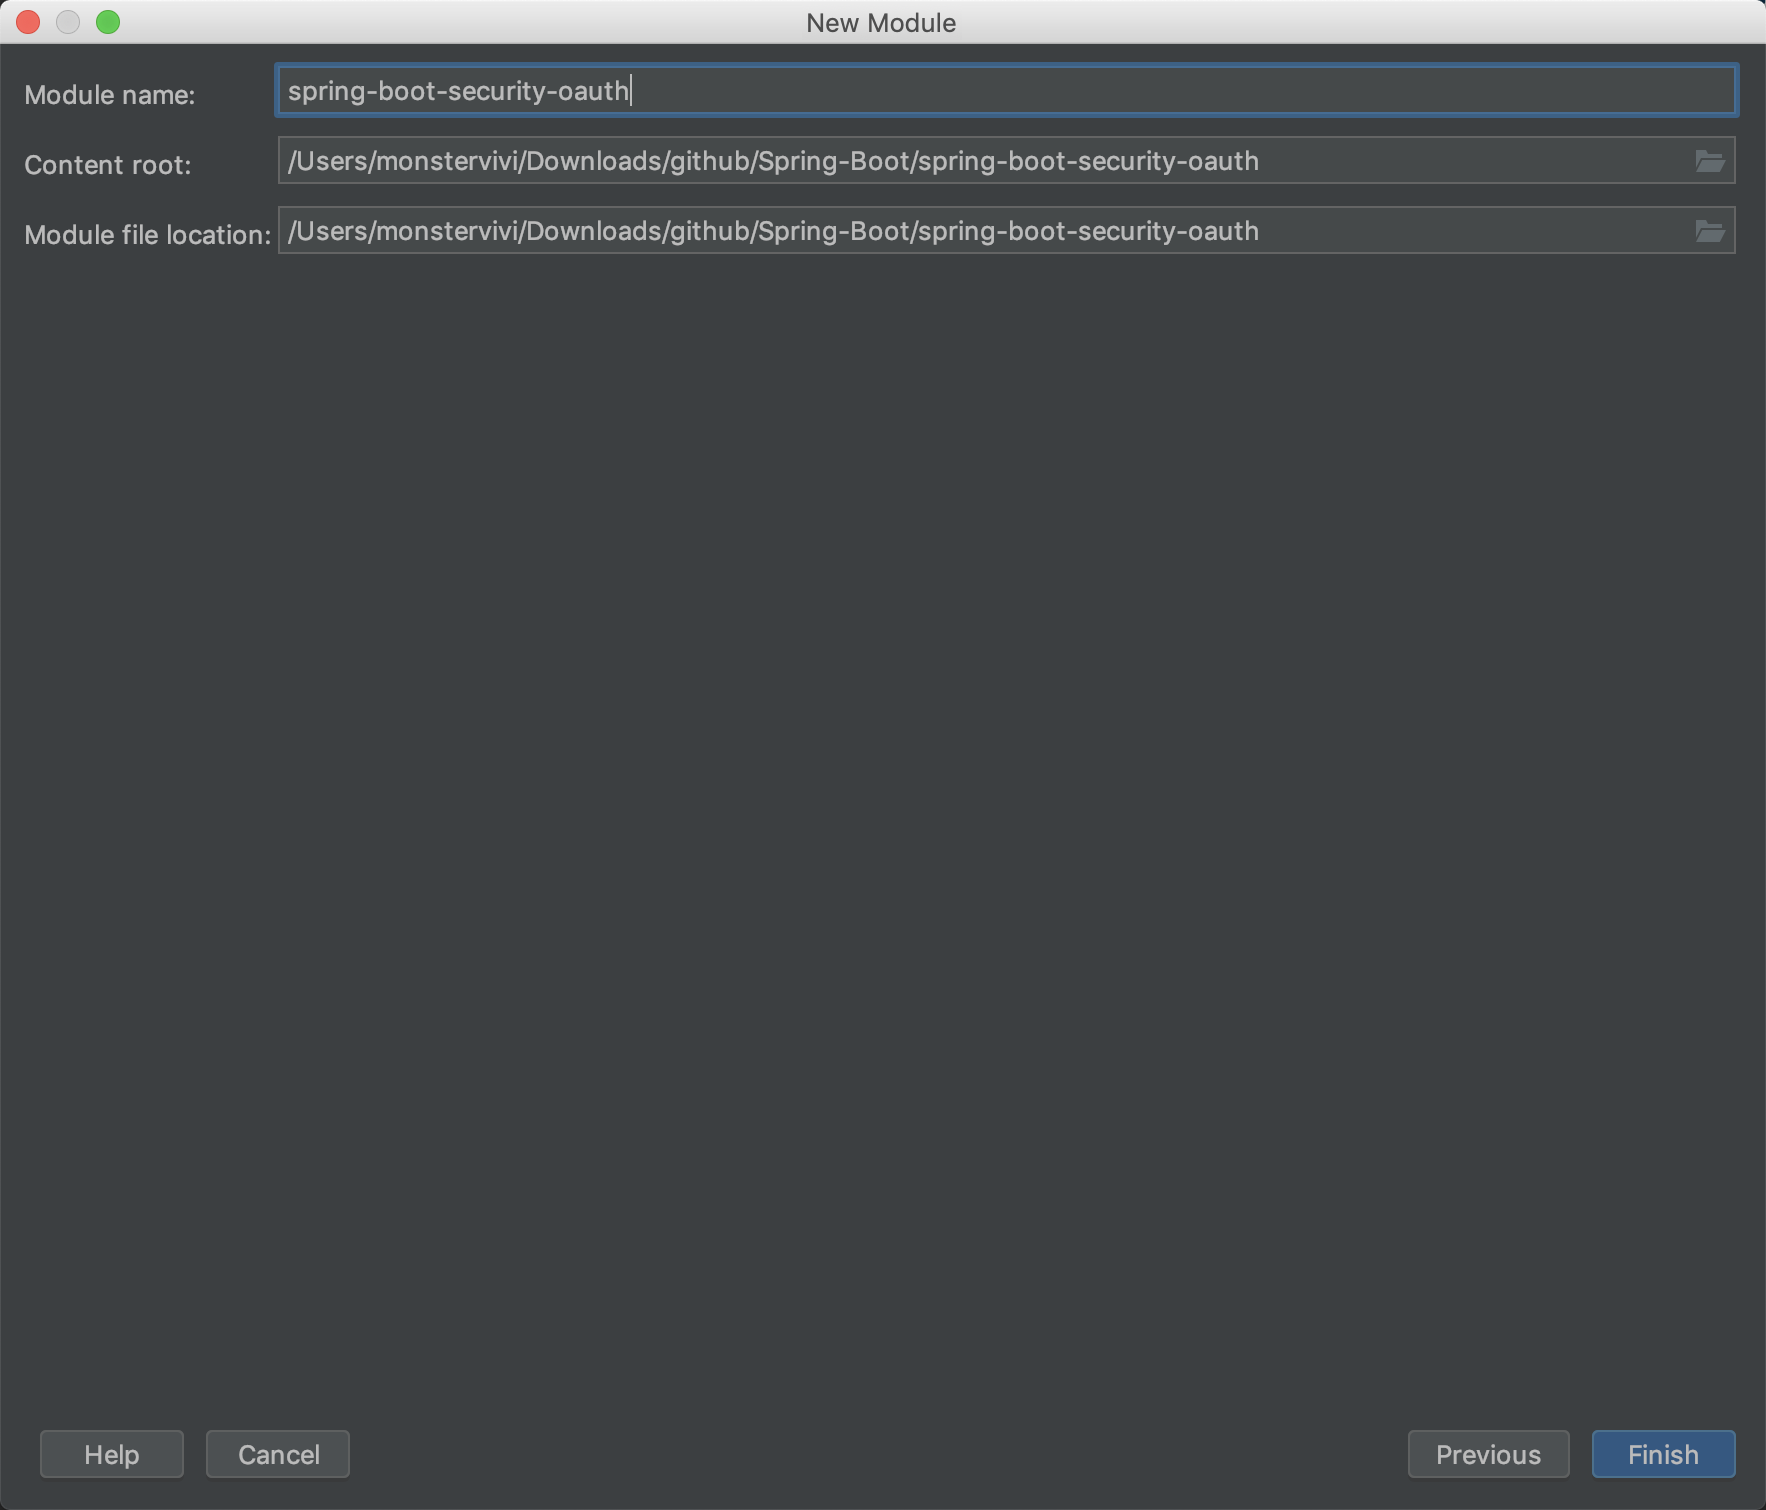 New Module
Module name: spring-boot-security-oauth
Content root: /Users/monstervivi/Downloads/github/Spring-Boot/spring-boot-security-oauth
Module file location: /Users/monstervivi/Downloads/github/Spring-Boot/spring-boot-security-oauth
Help Cancel Previous Finish